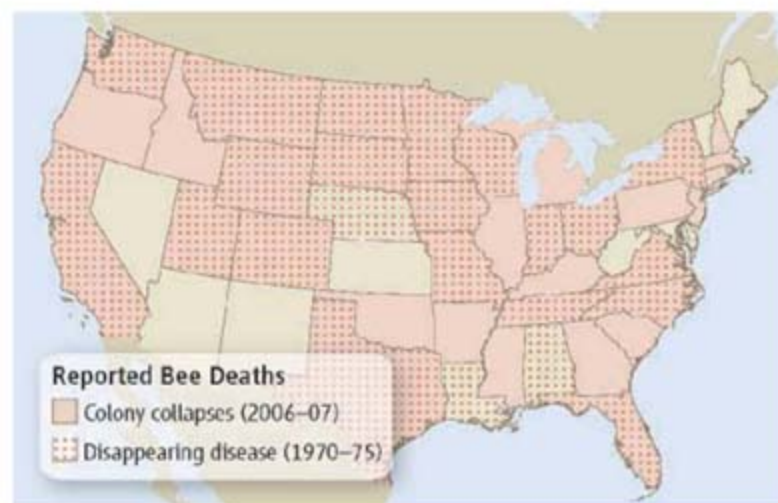 Reported Bee Deaths
Colony collapses (2006–07)
Disappearing disease (1970–75)